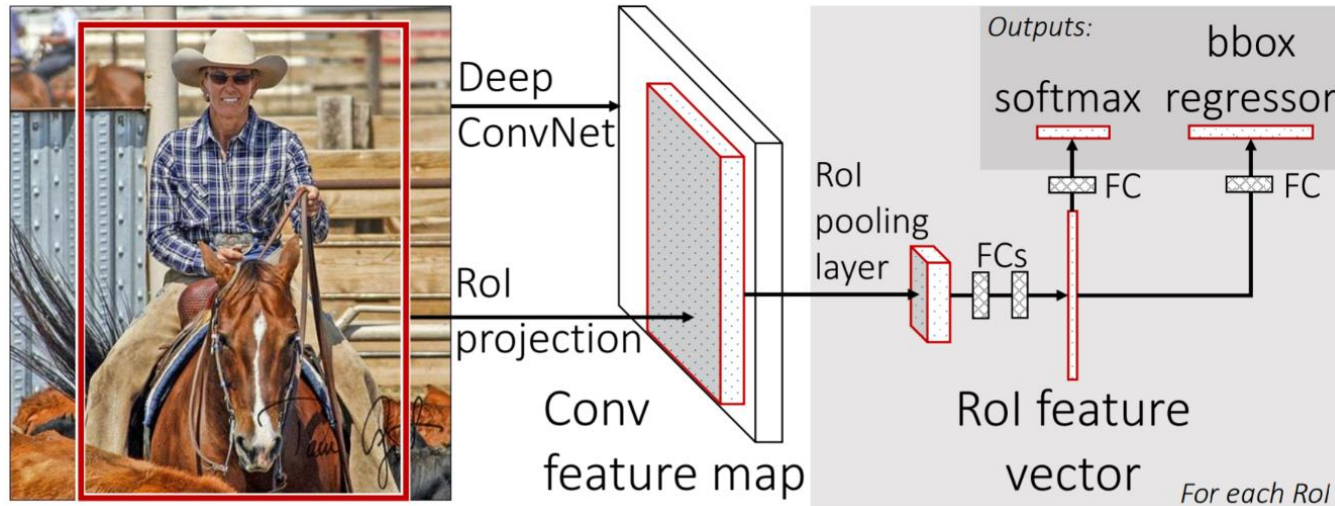 Deep
ConvNet
RoI
projection
Conv
feature map
RoI
pooling
layer
FCs
Outputs:
softmax
bbox
regressor
FC
FC
RoI feature
vector
For each RoI